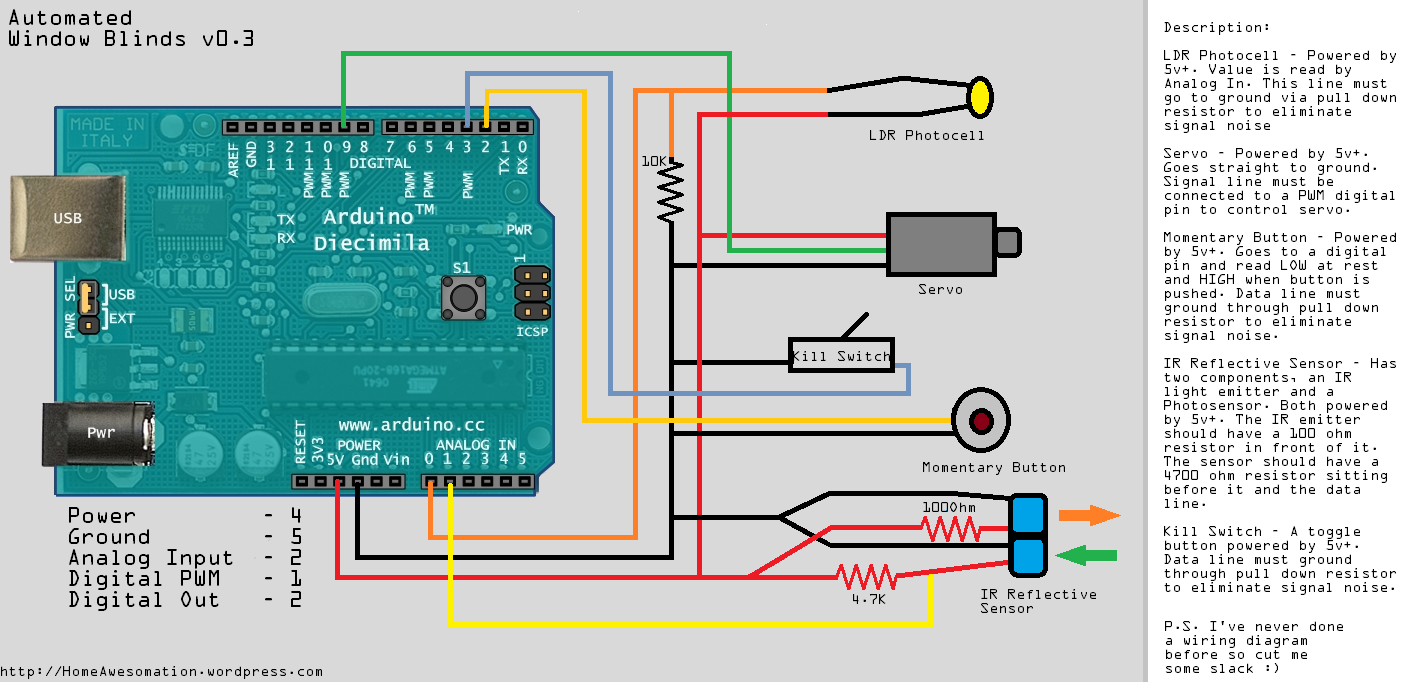 Automated
Window Blinds v0.3
MADE IN
ITALY
AREF
GND
13
12
PWM 11
PWM 10
PWM 9
8
DIGITAL
7
PWM 6
PWM 5
4
PWM 3
2
TX 1
RX 0
TX
RX
Arduino TM
Diecimila
PWR
USB
S1
1
ICSP
PWR SEL
USB
EXT
ATMEGA168-20PU
0641
Pwr
www.arduino.cc
RESET
3V3
POWER
5V Gnd Vin
ANALOG IN
0 1 2 3 4 5
Power - 4
Ground - 5
Analog Input - 2
Digital PWM - 1
Digital Out - 2
http://HomeAwesomation.wordpress.com
10K
LDR Photocell
Servo
Kill Switch
Momentary Button
100Ohm
4.7K
IR Reflective
Sensor
Description:
LDR Photocell - Powered by
5v+. Value is read by
Analog In. This line must
go to ground via pull down
resistor to eliminate
signal noise
Servo - Powered by 5v+.
Goes straight to ground.
Signal line must be
connected to a PWM digital
pin to control servo.
Momentary Button - Powered
by 5v+. Goes to a digital
pin and read LOW at rest
and HIGH when button is
pushed. Data line must
ground through pull down
resistor to eliminate
signal noise.
IR Reflective Sensor - Has
two components, an IR
light emitter and a
Photosensor. Both powered
by 5v+. The IR emitter
should have a 100 ohm
resistor in front of it.
The sensor should have a
4700 ohm resistor sitting
before it and the data
line.
Kill Switch - A toggle
button powered by 5v+.
Data line must ground
through pull down resistor
to eliminate signal noise.
P.S. I've never done
a wiring diagram
before so cut me
some slack :)